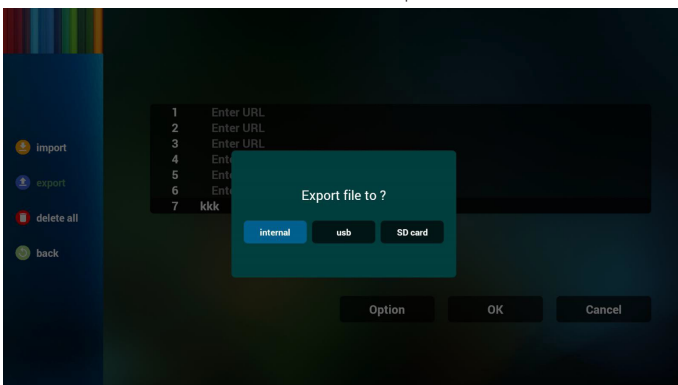 import
export
delete all
back
1 Enter URL
2 Enter URL
3 Enter URL
4 Ente
5 Ente
6 Ente
7 kkk
Export file to ?
internal usb SD card
Option OK Cancel